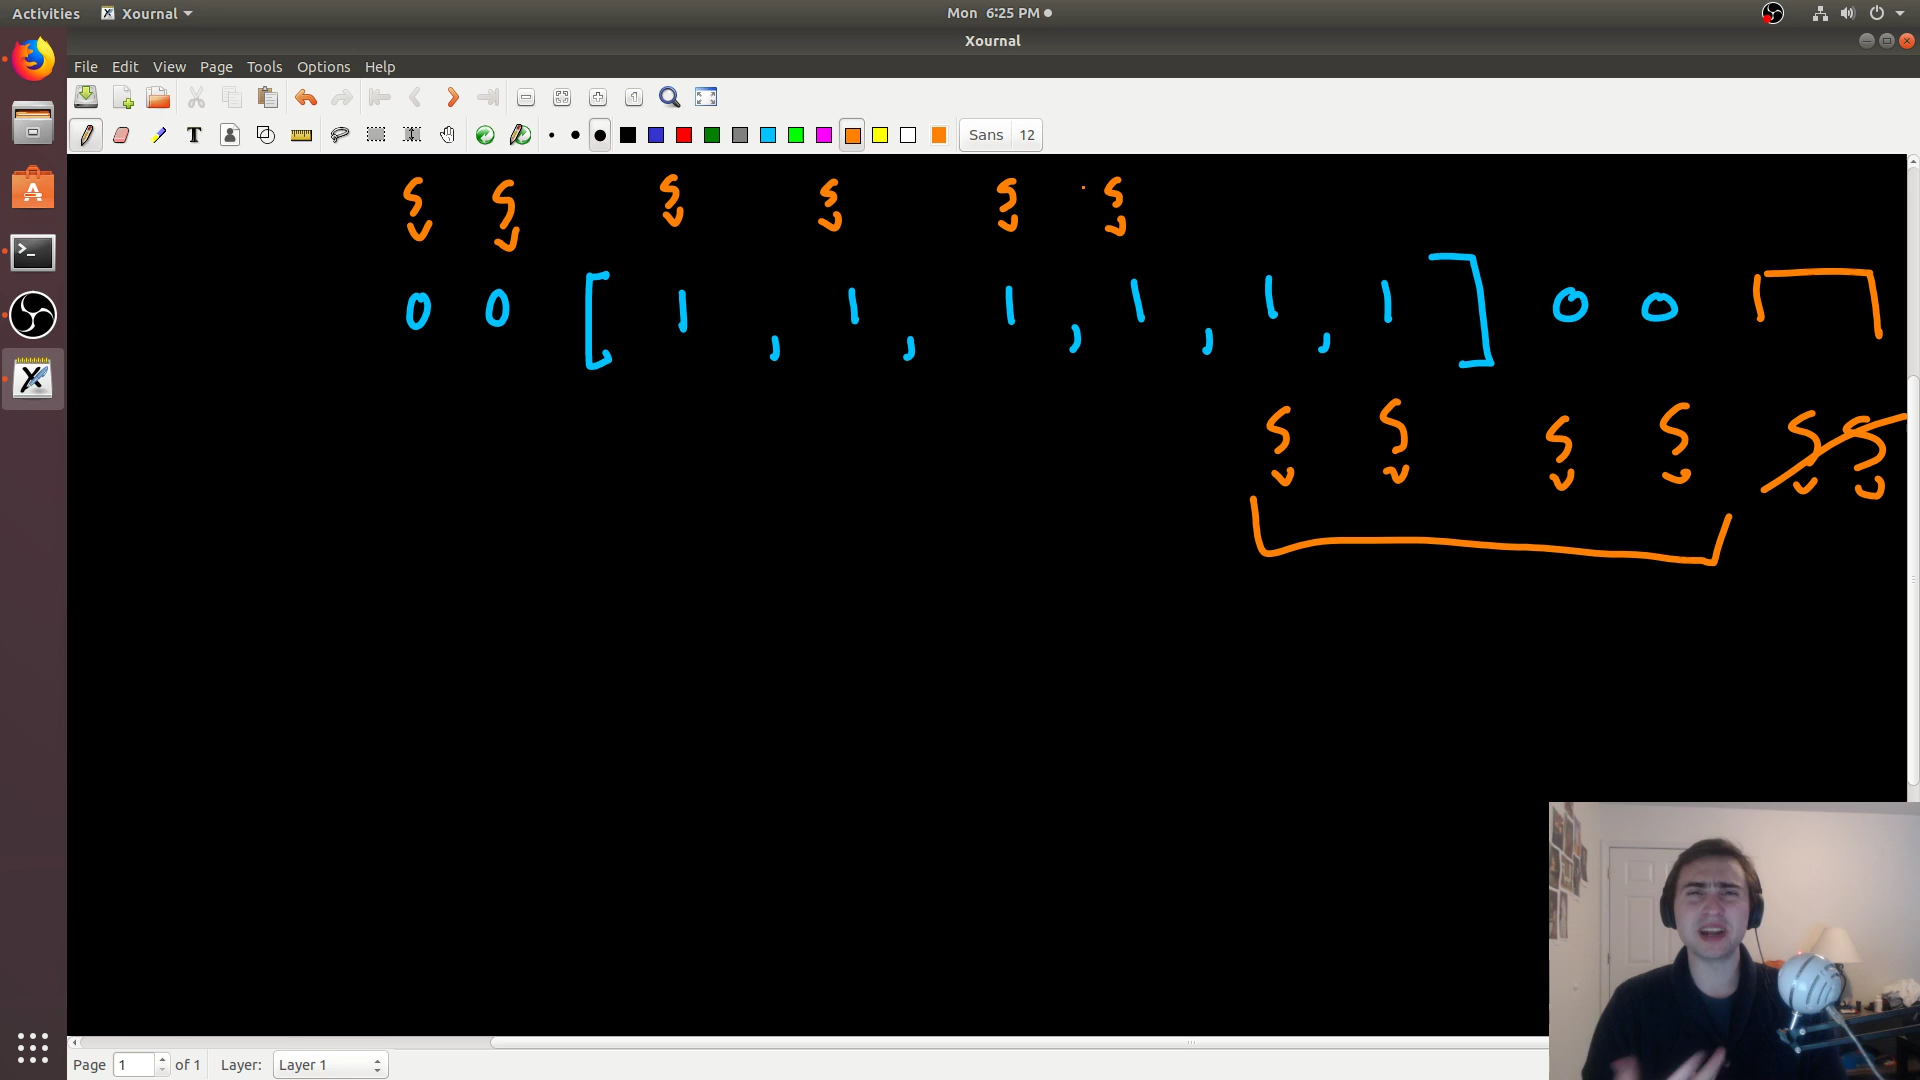 Activities Xournal Mon 6:25 PM
Xournal
File Edit View Page Tools Options Help
T Sans 12
0 0 [ 1 , 1 , 1 , 1 , 1 , 1 ] 0 0
Page 1 of 1 Layer: Layer 1